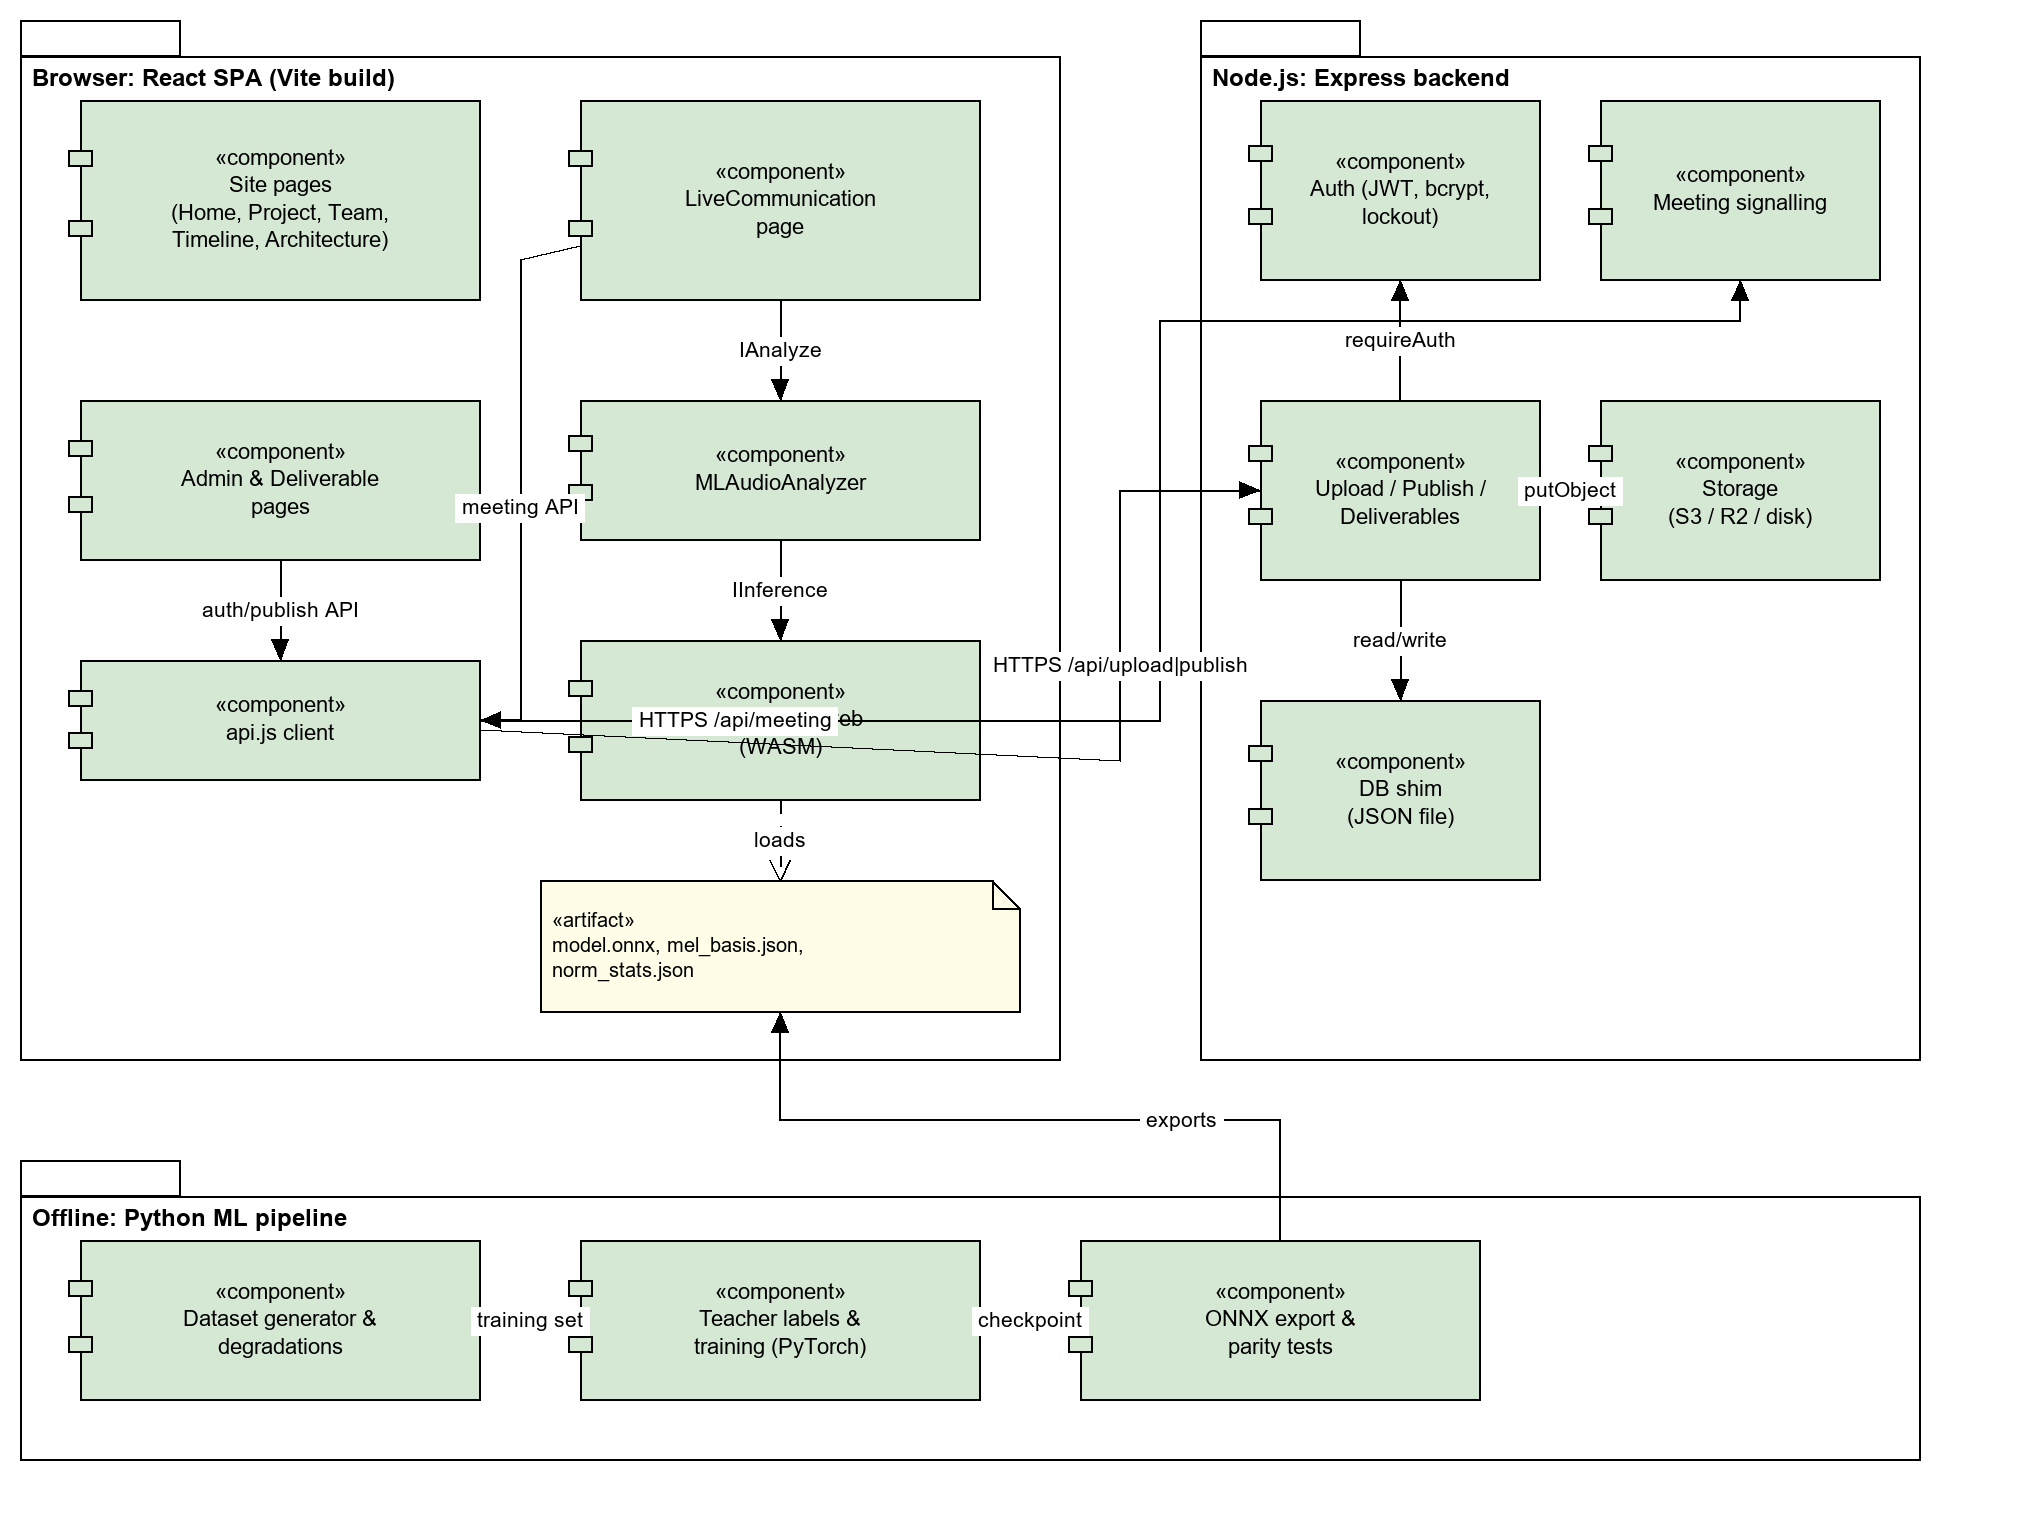 Browser: React SPA (Vite build)
«component»
Site pages
(Home, Project, Team,
Timeline, Architecture)
«component»
LiveCommunication
page
IAnalyze
«component»
Admin & Deliverable
pages
meeting API
«component»
MLAudioAnalyzer
auth/publish API
IInference
«component»
api.js client
«component»
HTTPS /api/meeting
(WASM)
HTTPS /api/upload|publish
loads
«artifact»
model.onnx, mel_basis.json,
norm_stats.json
Node.js: Express backend
«component»
Auth (JWT, bcrypt,
lockout)
«component»
Meeting signalling
requireAuth
«component»
Upload / Publish /
Deliverables
putObject
«component»
Storage
(S3 / R2 / disk)
read/write
«component»
DB shim
(JSON file)
exports
Offline: Python ML pipeline
«component»
Dataset generator &
degradations
training set
«component»
Teacher labels &
training (PyTorch)
checkpoint
«component»
ONNX export &
parity tests